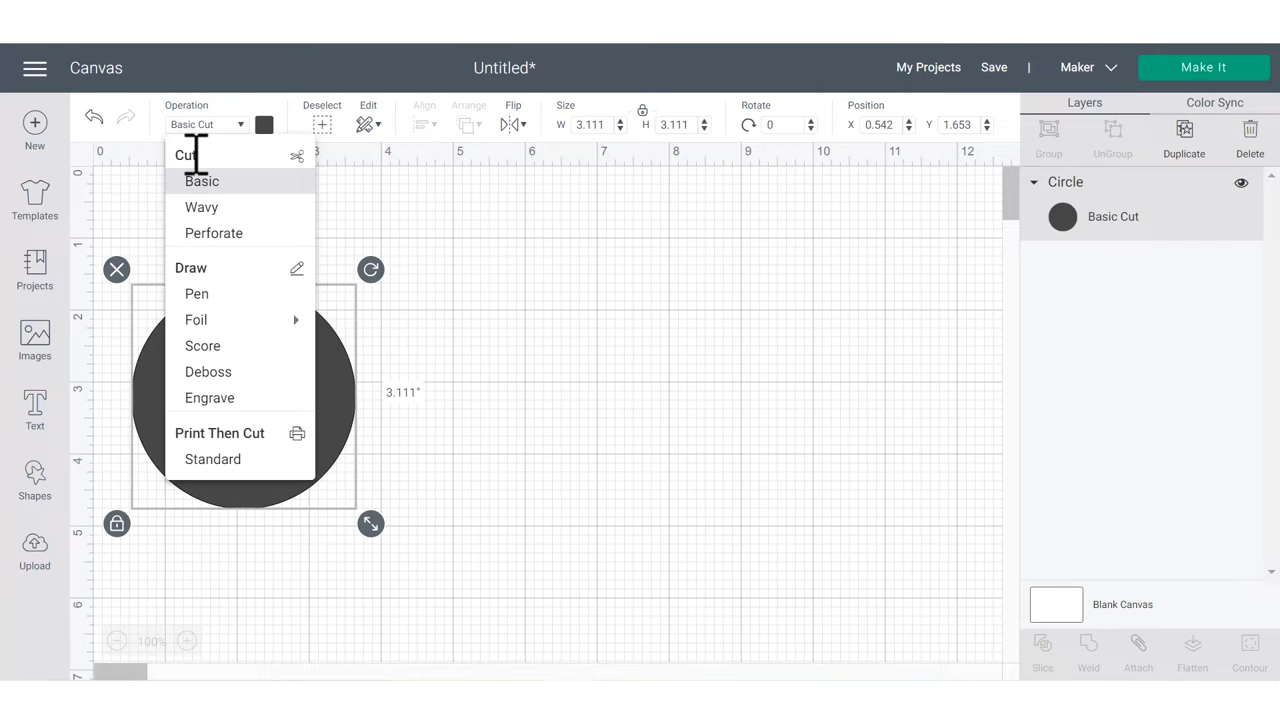 Canvas
Untitled*
My Projects
Save
|
Maker
Make It
New
Templates
Projects
Images
Text
Shapes
Upload
Operation
Basic Cut
Deselect
Edit
Align
Arrange
Flip
Size
W 3.111
H 3.111
Rotate
0
Position
X 0.542
Y 1.653
0 3 4 5 6 7 8 9 10 11 12
0
1
2
3
4
5
6
7
Cut
Basic
Wavy
Perforate
Draw
Pen
Foil
Score
Deboss
Engrave
Print Then Cut
Standard
3.111"
100%
Layers
Color Sync
Group
UnGroup
Duplicate
Delete
Circle
Basic Cut
Blank Canvas
Slice
Weld
Attach
Flatten
Contour